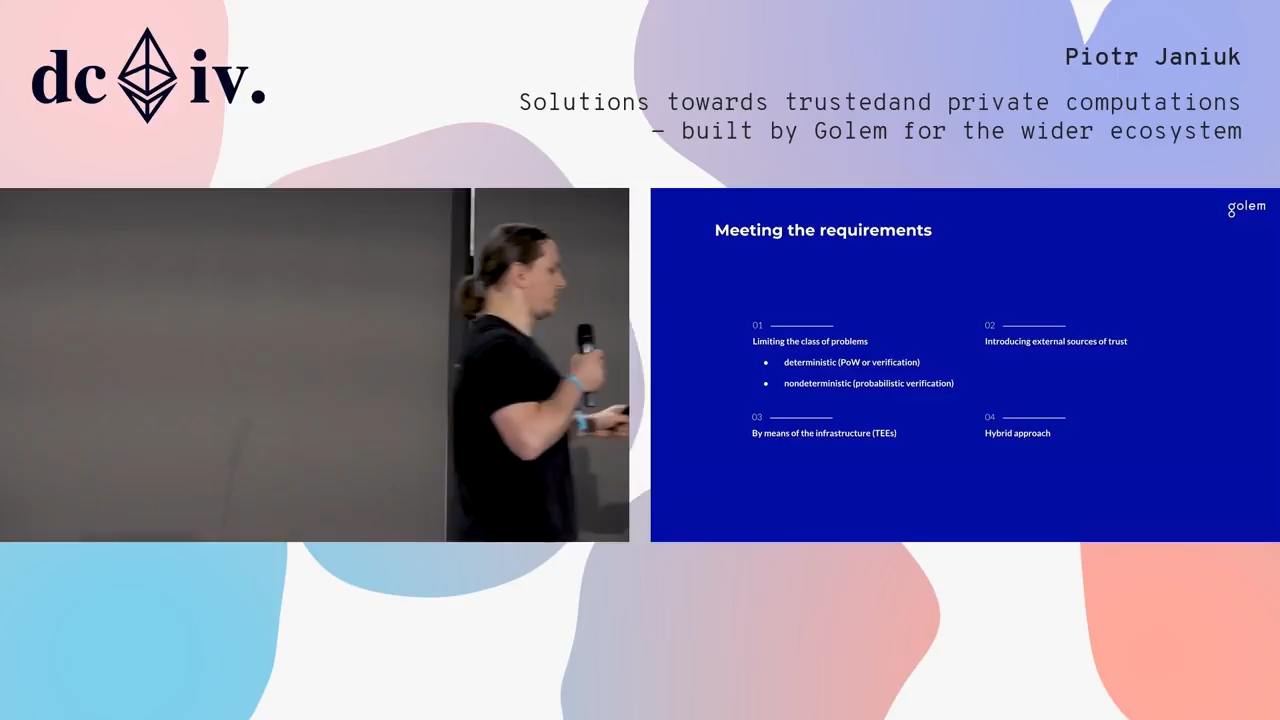 dc iv.
Piotr Janiuk
Solutions towards trustedand private computations
– built by Golem for the wider ecosystem
golem
Meeting the requirements
01
Limiting the class of problems
• deterministic (PoW or verification)
• nondeterministic (probabilistic verification)
02
Introducing external sources of trust
03
By means of the infrastructure (TEEs)
04
Hybrid approach